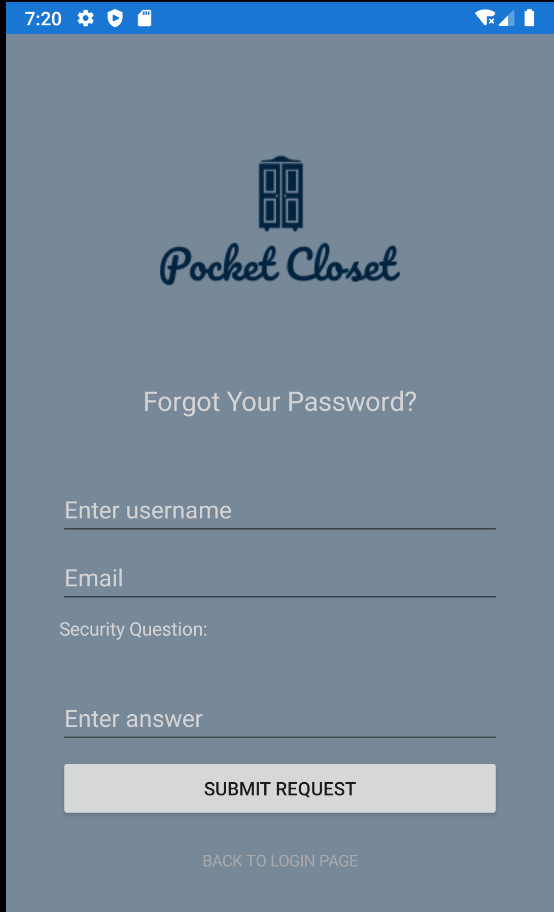 7:20
Pocket Closet
Forgot Your Password?
Enter username
Email
Security Question:
Enter answer
SUBMIT REQUEST
BACK TO LOGIN PAGE